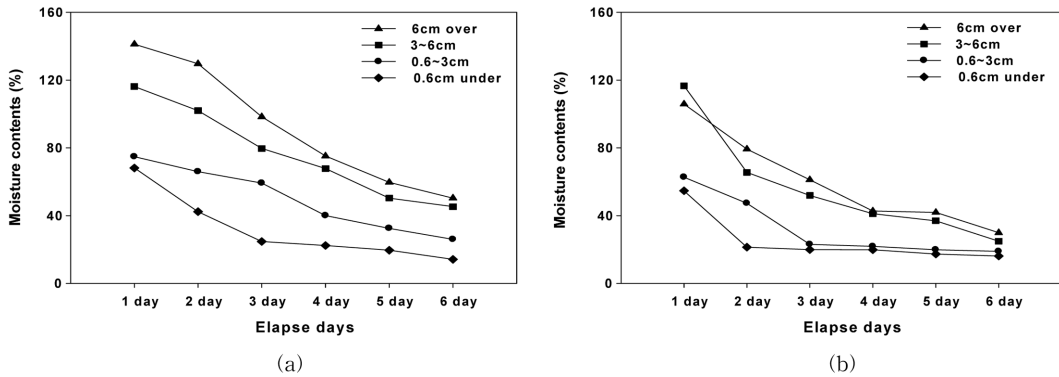 160
120
80
40
0
Moisture contents (%)
6cm over
3~6cm
0.6~3cm
0.6cm under
1 day 2 day 3 day 4 day 5 day 6 day
Elapse days
(a)
160
120
80
40
0
Moisture contents (%)
6cm over
3~6cm
0.6~3cm
0.6cm under
1 day 2 day 3 day 4 day 5 day 6 day
Elapse days
(b)